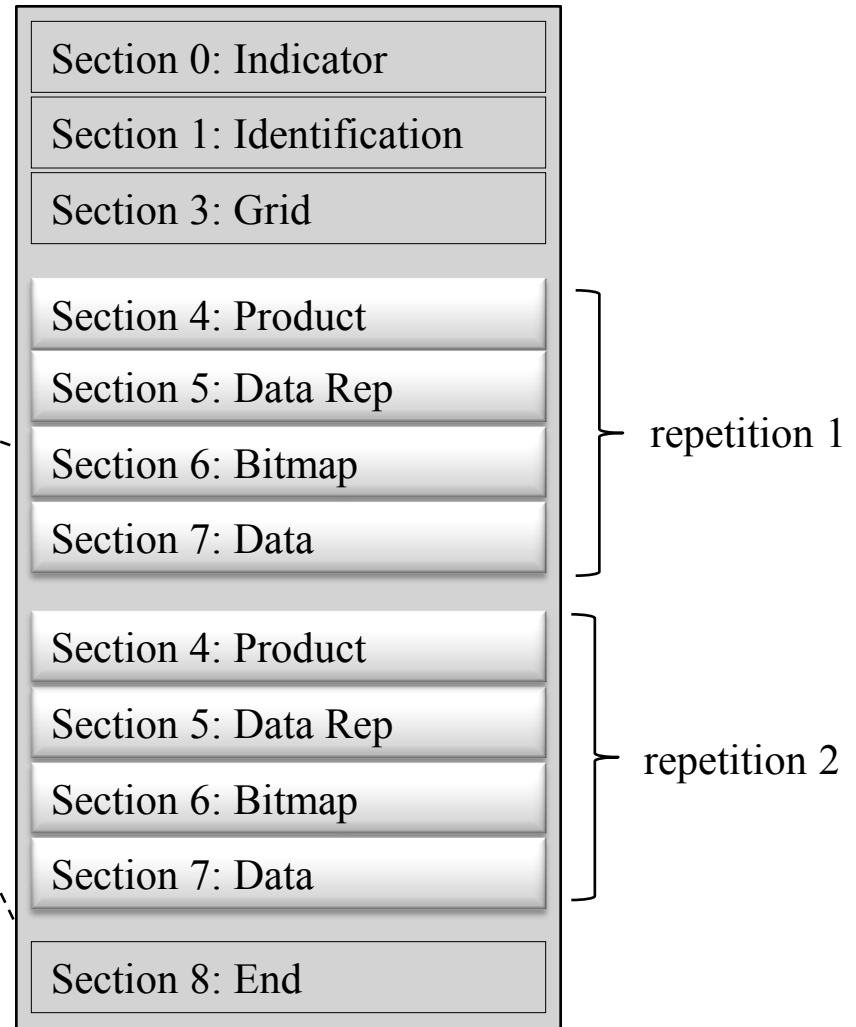 Section 0: Indicator
Section 1: Identification
Section 3: Grid
Section 4: Product
Section 5: Data Rep
Section 6: Bitmap
Section 7: Data
repetition 1
Section 4: Product
Section 5: Data Rep
Section 6: Bitmap
Section 7: Data
repetition 2
Section 8: End